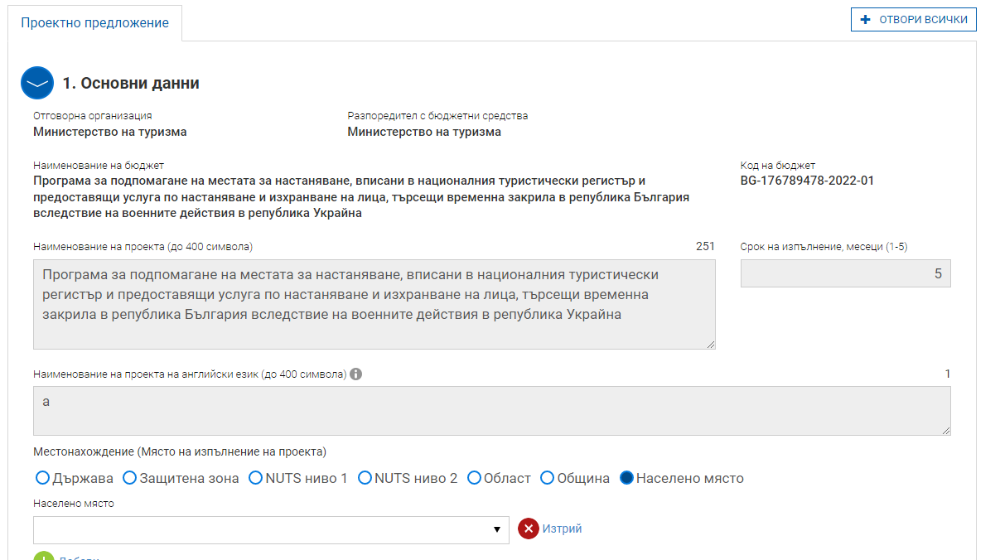 Проектно предложение
ОТВОРИ ВСИЧКИ
1. Основни данни
Отговорна организация
Министерство на туризма
Разпоредител с бюджетни средства
Министерство на туризма
Наименование на бюджет
Програма за подпомагане на местата за настаняване, вписани в националния туристически регистър и
предоставящи услуга по настаняване и изхранване на лица, търсещи временна закрила в република България
вследствие на военните действия в република Украйна
Код на бюджет
BG-176789478-2022-01
Наименование на проекта (до 400 символа)
251
Програма за подпомагане на местата за настаняване, вписани в националния туристически
регистър и предоставящи услуга по настаняване и изхранване на лица, търсещи временна
закрила в република България вследствие на военните действия в република Украйна
Срок на изпълнение, месеци (1-5)
5
Наименование на проекта на английски език (до 400 символа)
1
a
Местонахождение (Място на изпълнение на проекта)
Държава Защитена зона NUTS ниво 1 NUTS ниво 2 Област Община Населено място
Населено място
Изтрий